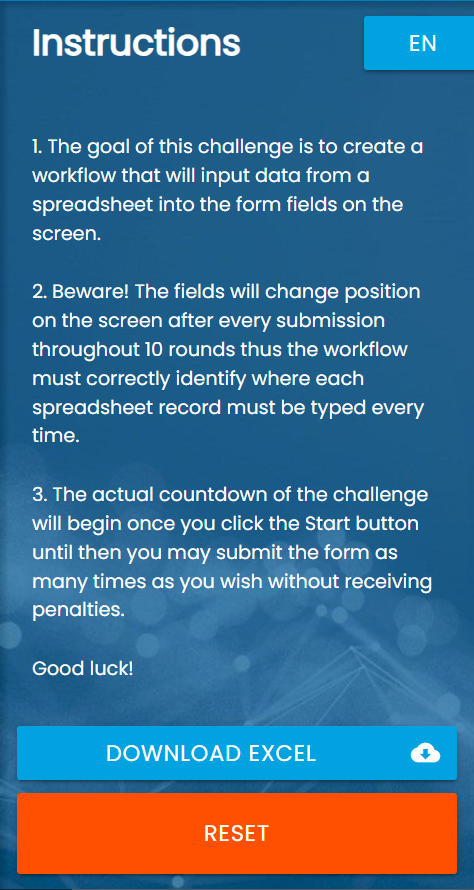 Instructions
EN
1. The goal of this challenge is to create a
workflow that will input data from a
spreadsheet into the form fields on the
screen.
2. Beware! The fields will change position
on the screen after every submission
throughout 10 rounds thus the workflow
must correctly identify where each
spreadsheet record must be typed every
time.
3. The actual countdown of the challenge
will begin once you click the Start button
until then you may submit the form as
many times as you wish without receiving
penalties.
Good luck!
DOWNLOAD EXCEL
RESET